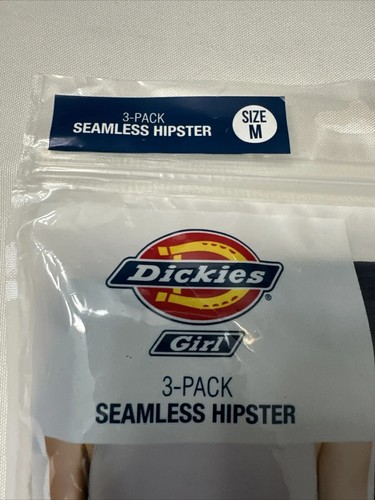 3-PACK
SEAMLESS HIPSTER
SIZE
M
Dickies
®
Girl
3-PACK
SEAMLESS HIPSTER